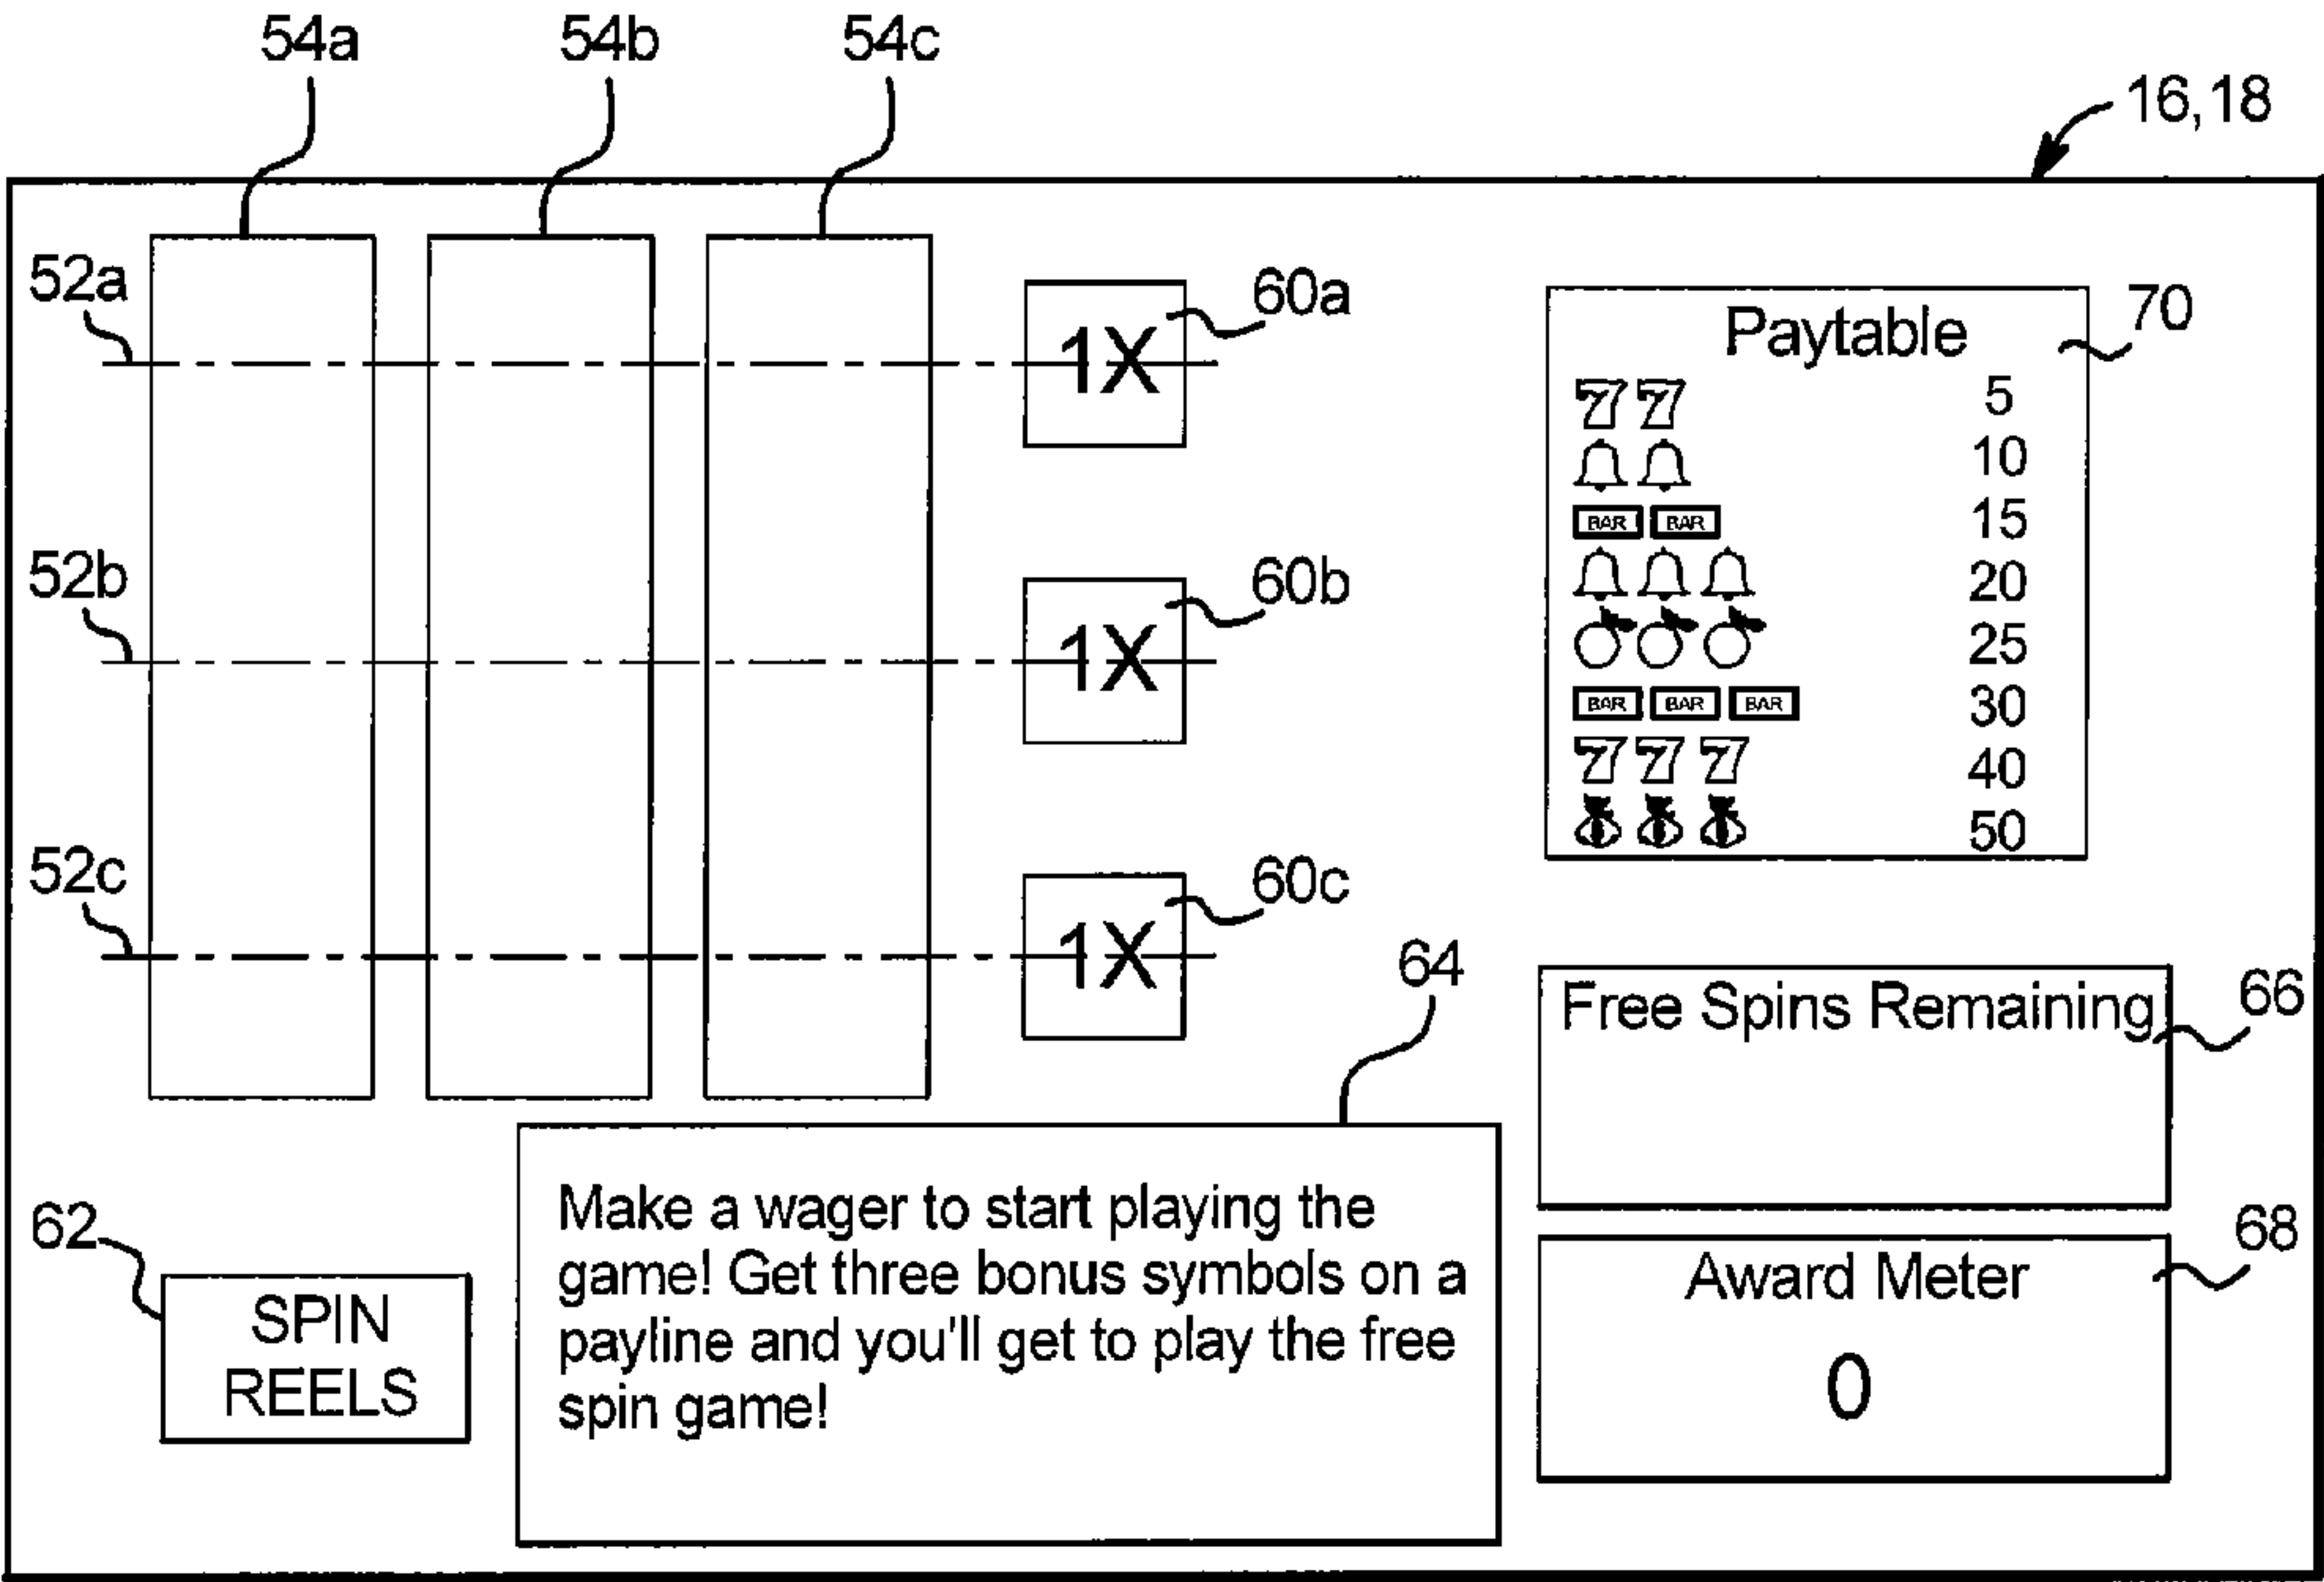 54a 54b 54c
16,18
52a
60a
1X
Paytable
70
77 5
10
BAR BAR 15
52b
60b
1X
20
25
BAR BAR BAR 30
777 40
50
52c
60c
1X
64
Free Spins Remaining
66
62
SPIN
REELS
Make a wager to start playing the
game! Get three bonus symbols on a
payline and you'll get to play the free
spin game!
68
Award Meter
0